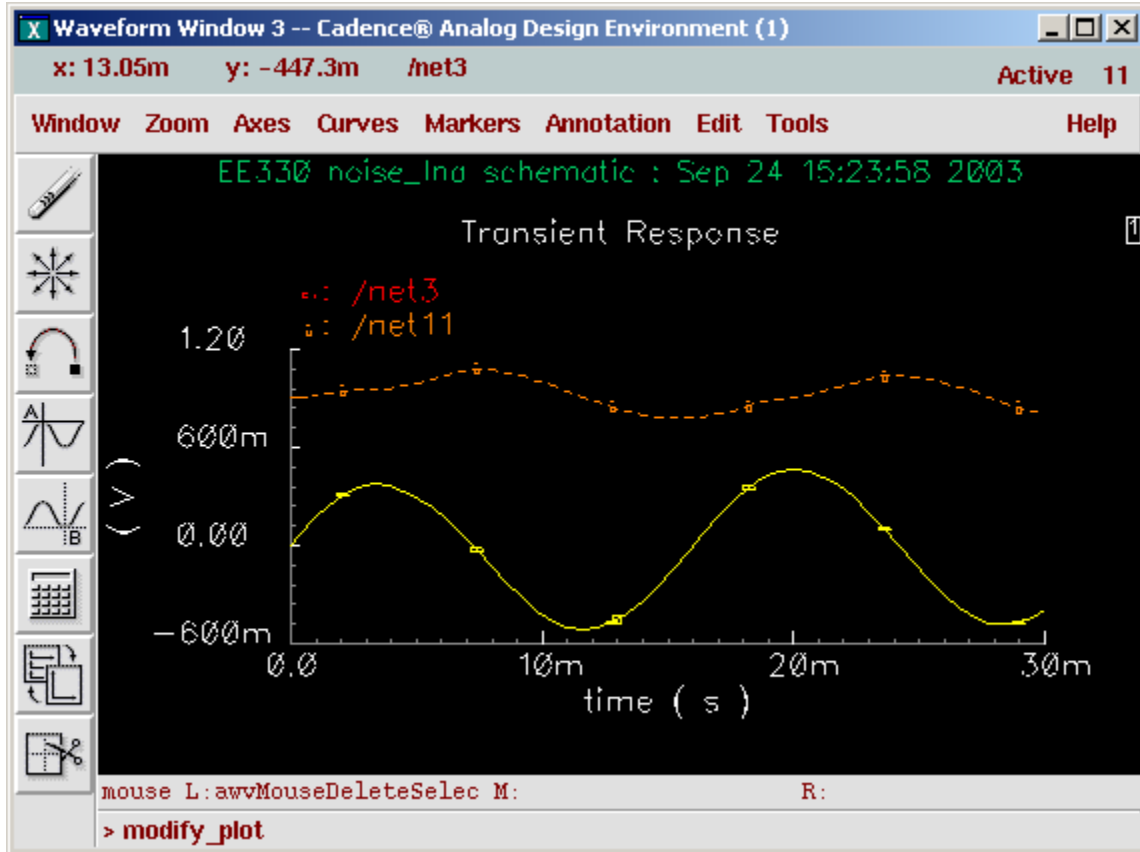 X Waveform Window 3 -- Cadence® Analog Design Environment (1)
x: 13.05m y: -447.3m /net3 Active 11
Window Zoom Axes Curves Markers Annotation Edit Tools Help
EE330 noise_lna schematic : Sep 24 15:23:58 2003
Transient Response
1
: /net3
: /net11
1.20
600m
0.00
-600m
( V )
0.0 10m 20m 30m
time ( s )
A
B
mouse L:awvMouseDeleteSelec M: R:
> modify_plot